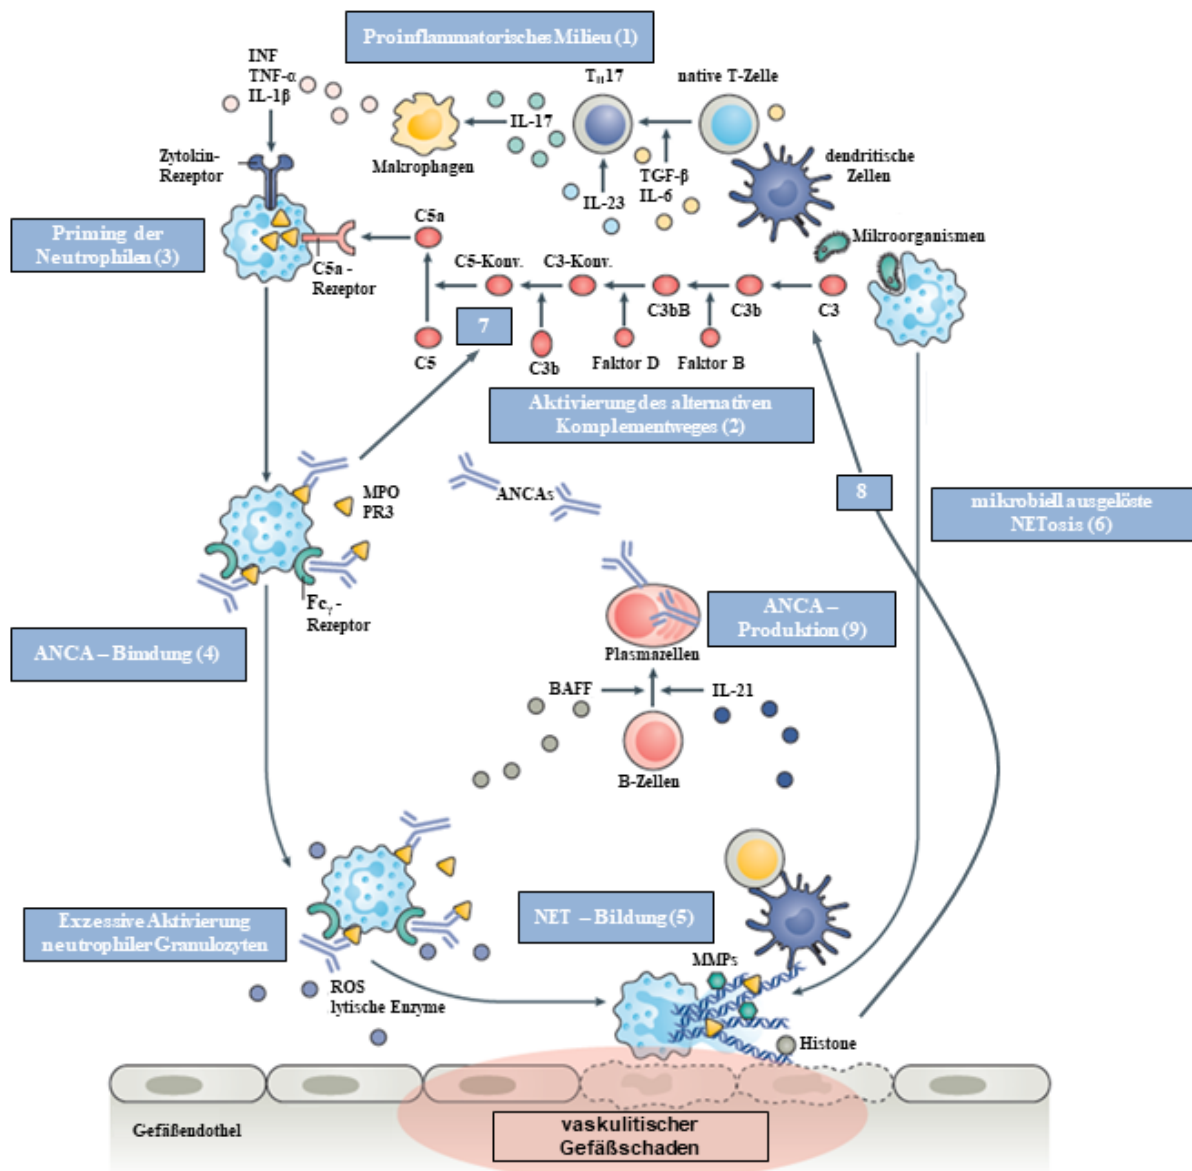 Proinflammatorisches Milieu (1)
INF
TNF-α
IL-1β
TH17
native T-Zelle
IL-17
Makrophagen
Zytokin-
Rezeptor
TGF-β
IL-6
IL-23
dendritische
Zellen
Priming der
Neutrophilen (3)
C5a
C5a -
Rezeptor
Mikroorganismen
C5-Konv.
C3-Konv.
C3bB
C3b
C3
7
C5
C3b
Faktor D
Faktor B
Aktivierung des alternativen
Komplementweges (2)
MPO
PR3
ANCAs
8
mikrobiell ausgelöste
NETosis (6)
Fcγ -
Rezeptor
ANCA – Bimdung (4)
ANCA –
Produktion (9)
Plasmazellen
BAFF
IL-21
B-Zellen
Exzessive Aktivierung
neutrophiler Granulozyten
NET – Bildung (5)
MMPs
ROS
lytische Enzyme
Histone
Gefäßendothel
vaskulitischer
Gefäßschaden